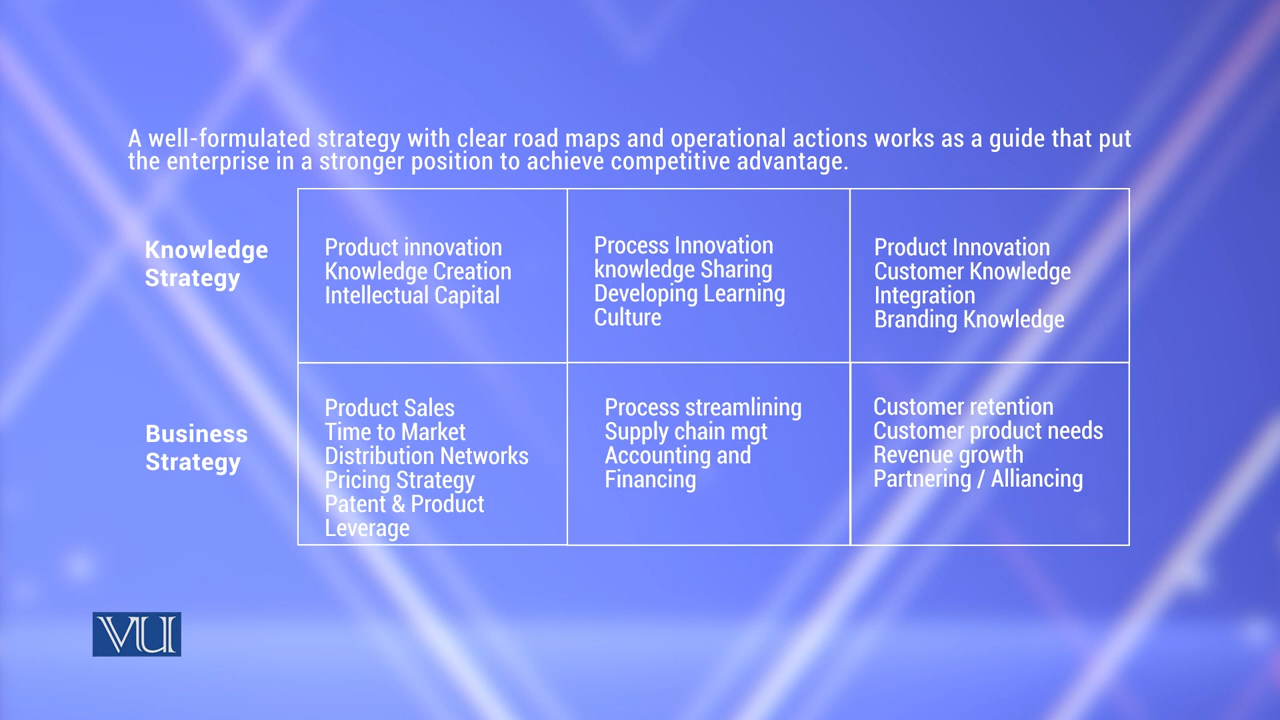 A well-formulated strategy with clear road maps and operational actions works as a guide that put
the enterprise in a stronger position to achieve competitive advantage.
Knowledge
Strategy
Product innovation
Knowledge Creation
Intellectual Capital
Process Innovation
knowledge Sharing
Developing Learning
Culture
Product Innovation
Customer Knowledge
Integration
Branding Knowledge
Business
Strategy
Product Sales
Time to Market
Distribution Networks
Pricing Strategy
Patent & Product
Leverage
Process streamlining
Supply chain mgt
Accounting and
Financing
Customer retention
Customer product needs
Revenue growth
Partnering / Alliancing
VU